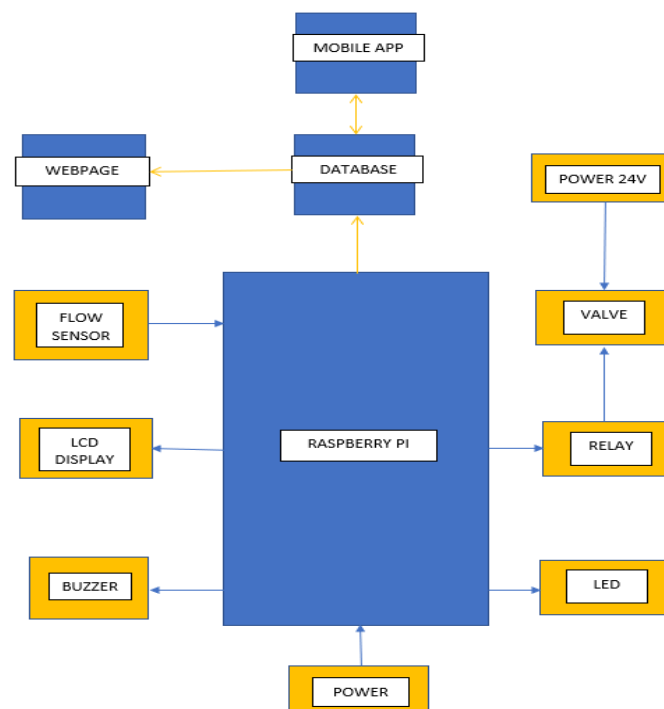 MOBILE APP
WEBPAGE
DATABASE
POWER 24V
FLOW
SENSOR
VALVE
LCD
DISPLAY
RASPBERRY PI
RELAY
BUZZER
LED
POWER